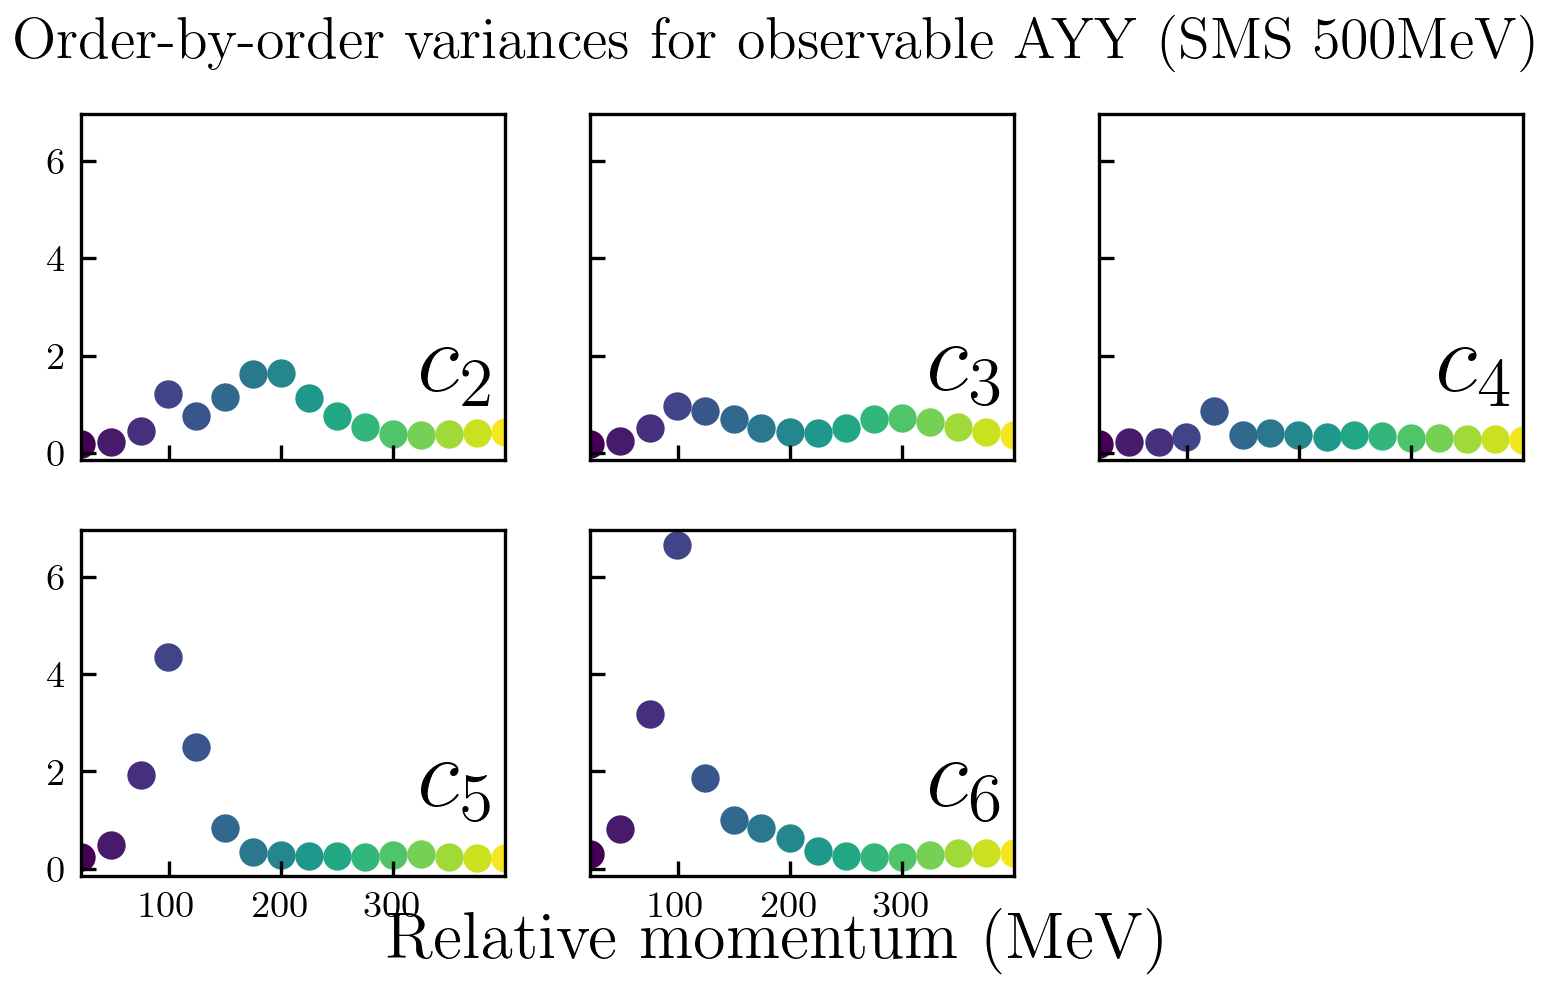 Order-by-order variances for observable AYY (SMS 500MeV)
6
4
2
0
c₂
c₃
c₄
6
4
2
0
c₅
c₆
100 200 300
100 200 300
Relative momentum (MeV)